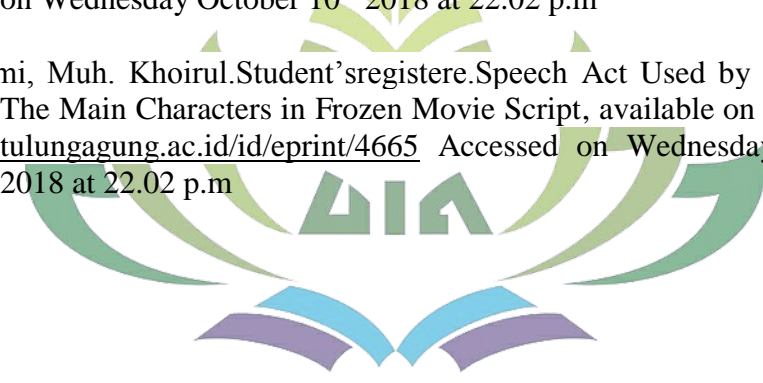 on Wednesday October 10 2018 at 22.02 p.m
mi, Muh. Khoirul.Student'sregistere.Speech Act Used by
The Main Characters in Frozen Movie Script, available on
tulungagung.ac.id/id/eprint/4665 Accessed on Wednesday
2018 at 22.02 p.m
UIN